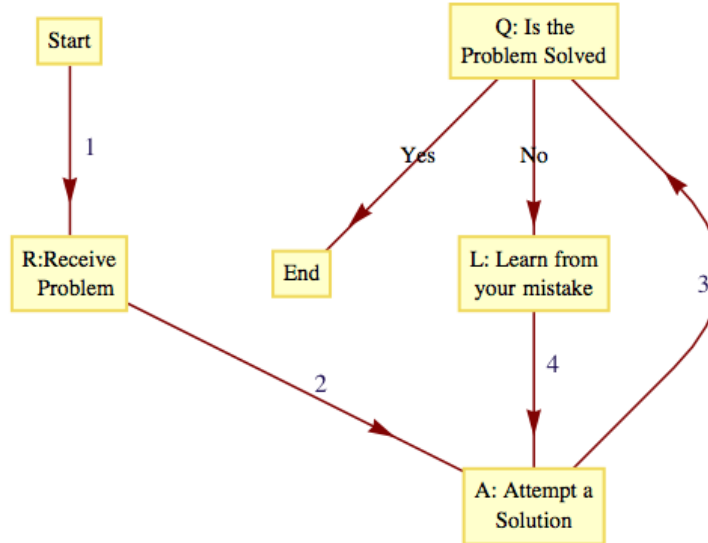 Start
Q: Is the
Problem Solved
1
Yes
No
R:Receive
Problem
End
L: Learn from
your mistake
3
2
4
A: Attempt a
Solution